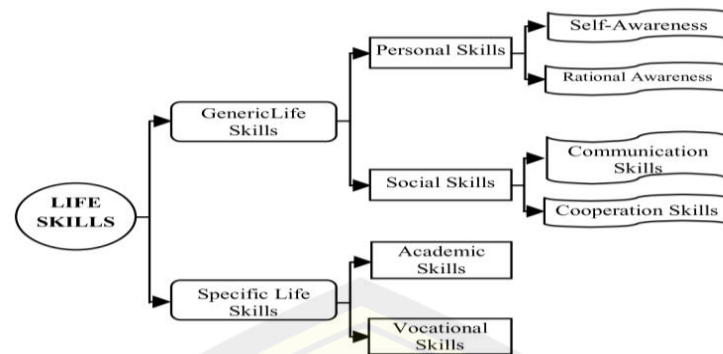 LIFE
SKILLS
GenericLife
Skills
Personal Skills
Self-Awareness
Rational Awareness
Social Skills
Communication
Skills
Cooperation Skills
Specific Life
Skills
Academic
Skills
Vocational
Skills